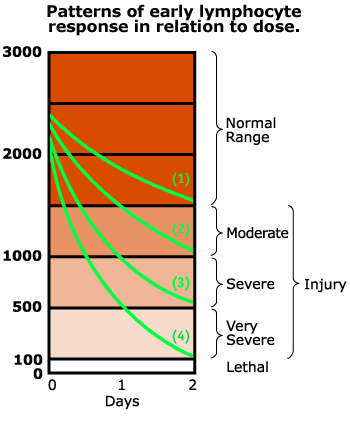 Patterns of early lymphocyte
response in relation to dose.
3000
Normal
Range
2000
(1)
(2)
Moderate
1000
(3)
Severe
Injury
500
(4)
Very
Severe
100
Lethal
0
0 1 2
Days